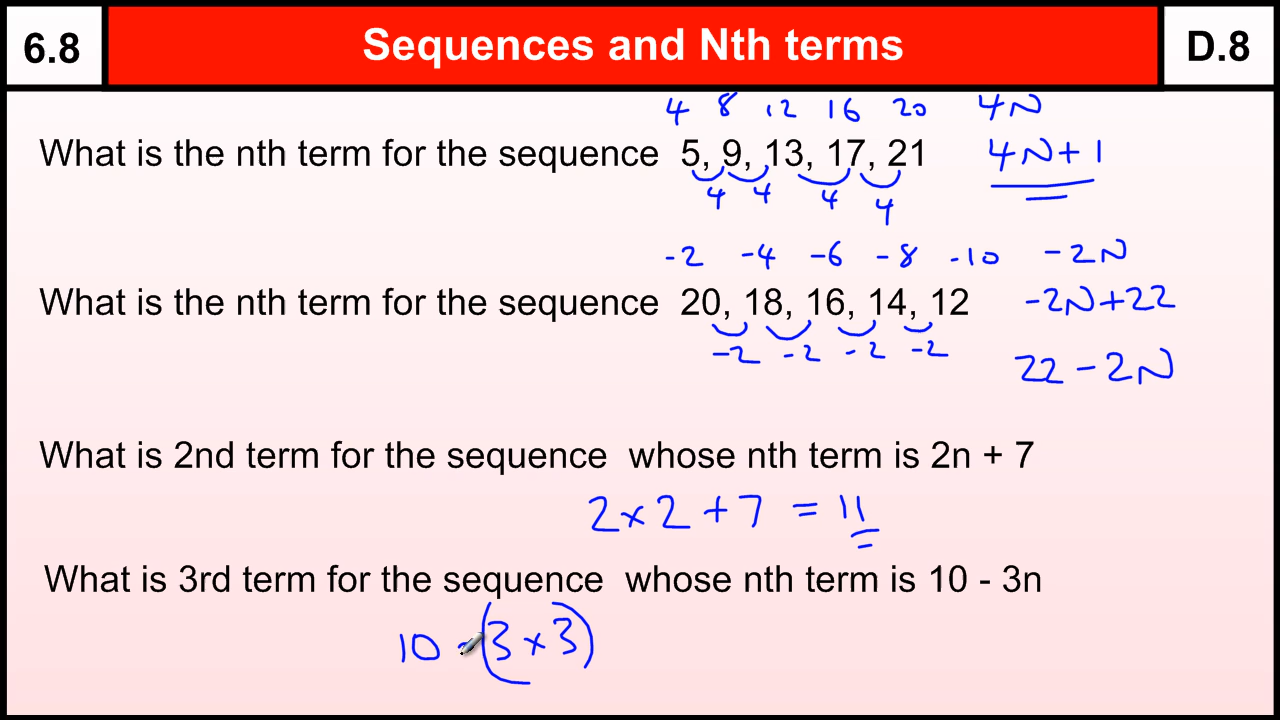 6.8 Sequences and Nth terms D.8
4 8 12 16 20 4N
What is the nth term for the sequence 5, 9, 13, 17, 21 4N+1
4 4 4 4
-2 -4 -6 -8 -10 -2N
What is the nth term for the sequence 20, 18, 16, 14, 12 -2N+22
-2 -2 -2 -2
22 - 2N
What is 2nd term for the sequence whose nth term is 2n + 7
2 × 2 + 7 = 11
What is 3rd term for the sequence whose nth term is 10 - 3n
10 - (3 × 3)